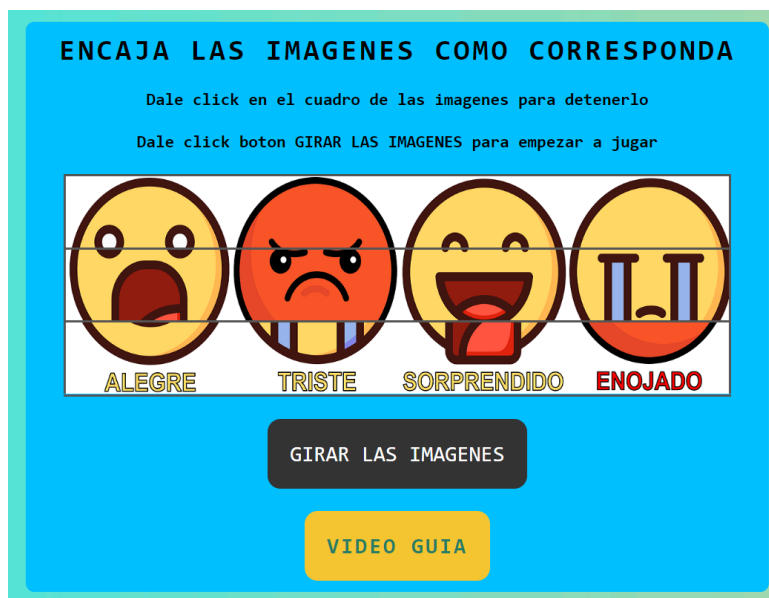 ENCAJA LAS IMAGENES COMO CORRESPONDA
Dale click en el cuadro de las imagenes para detenerlo
Dale click boton GIRAR LAS IMAGENES para empezar a jugar
ALEGRE TRISTE SORPRENDIDO ENOJADO
GIRAR LAS IMAGENES
VIDEO GUIA